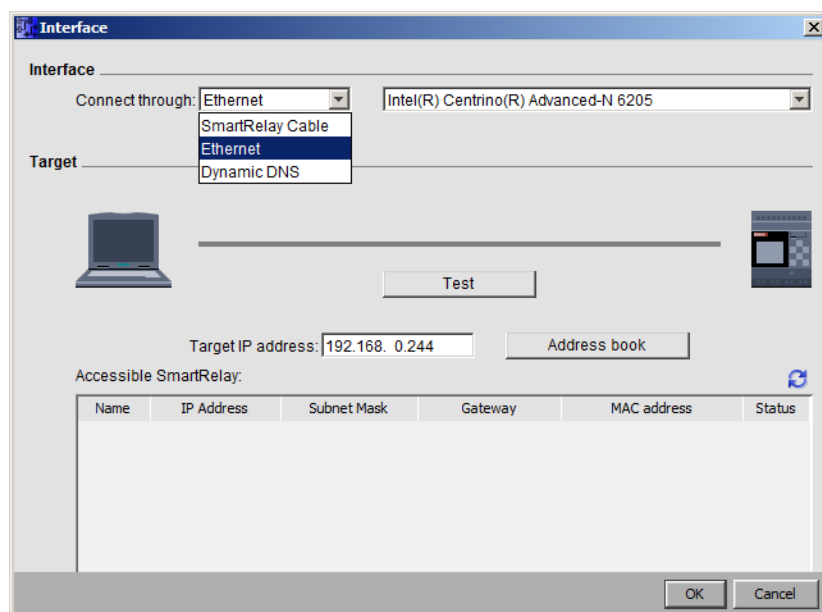 Interface
Interface
Connect through: Ethernet Intel(R) Centrino(R) Advanced-N 6205
SmartRelay Cable
Ethernet
Dynamic DNS
Target
Test
Target IP address: 192.168.  0.244 Address book
Accessible SmartRelay:
Name IP Address Subnet Mask Gateway MAC address Status
OK Cancel